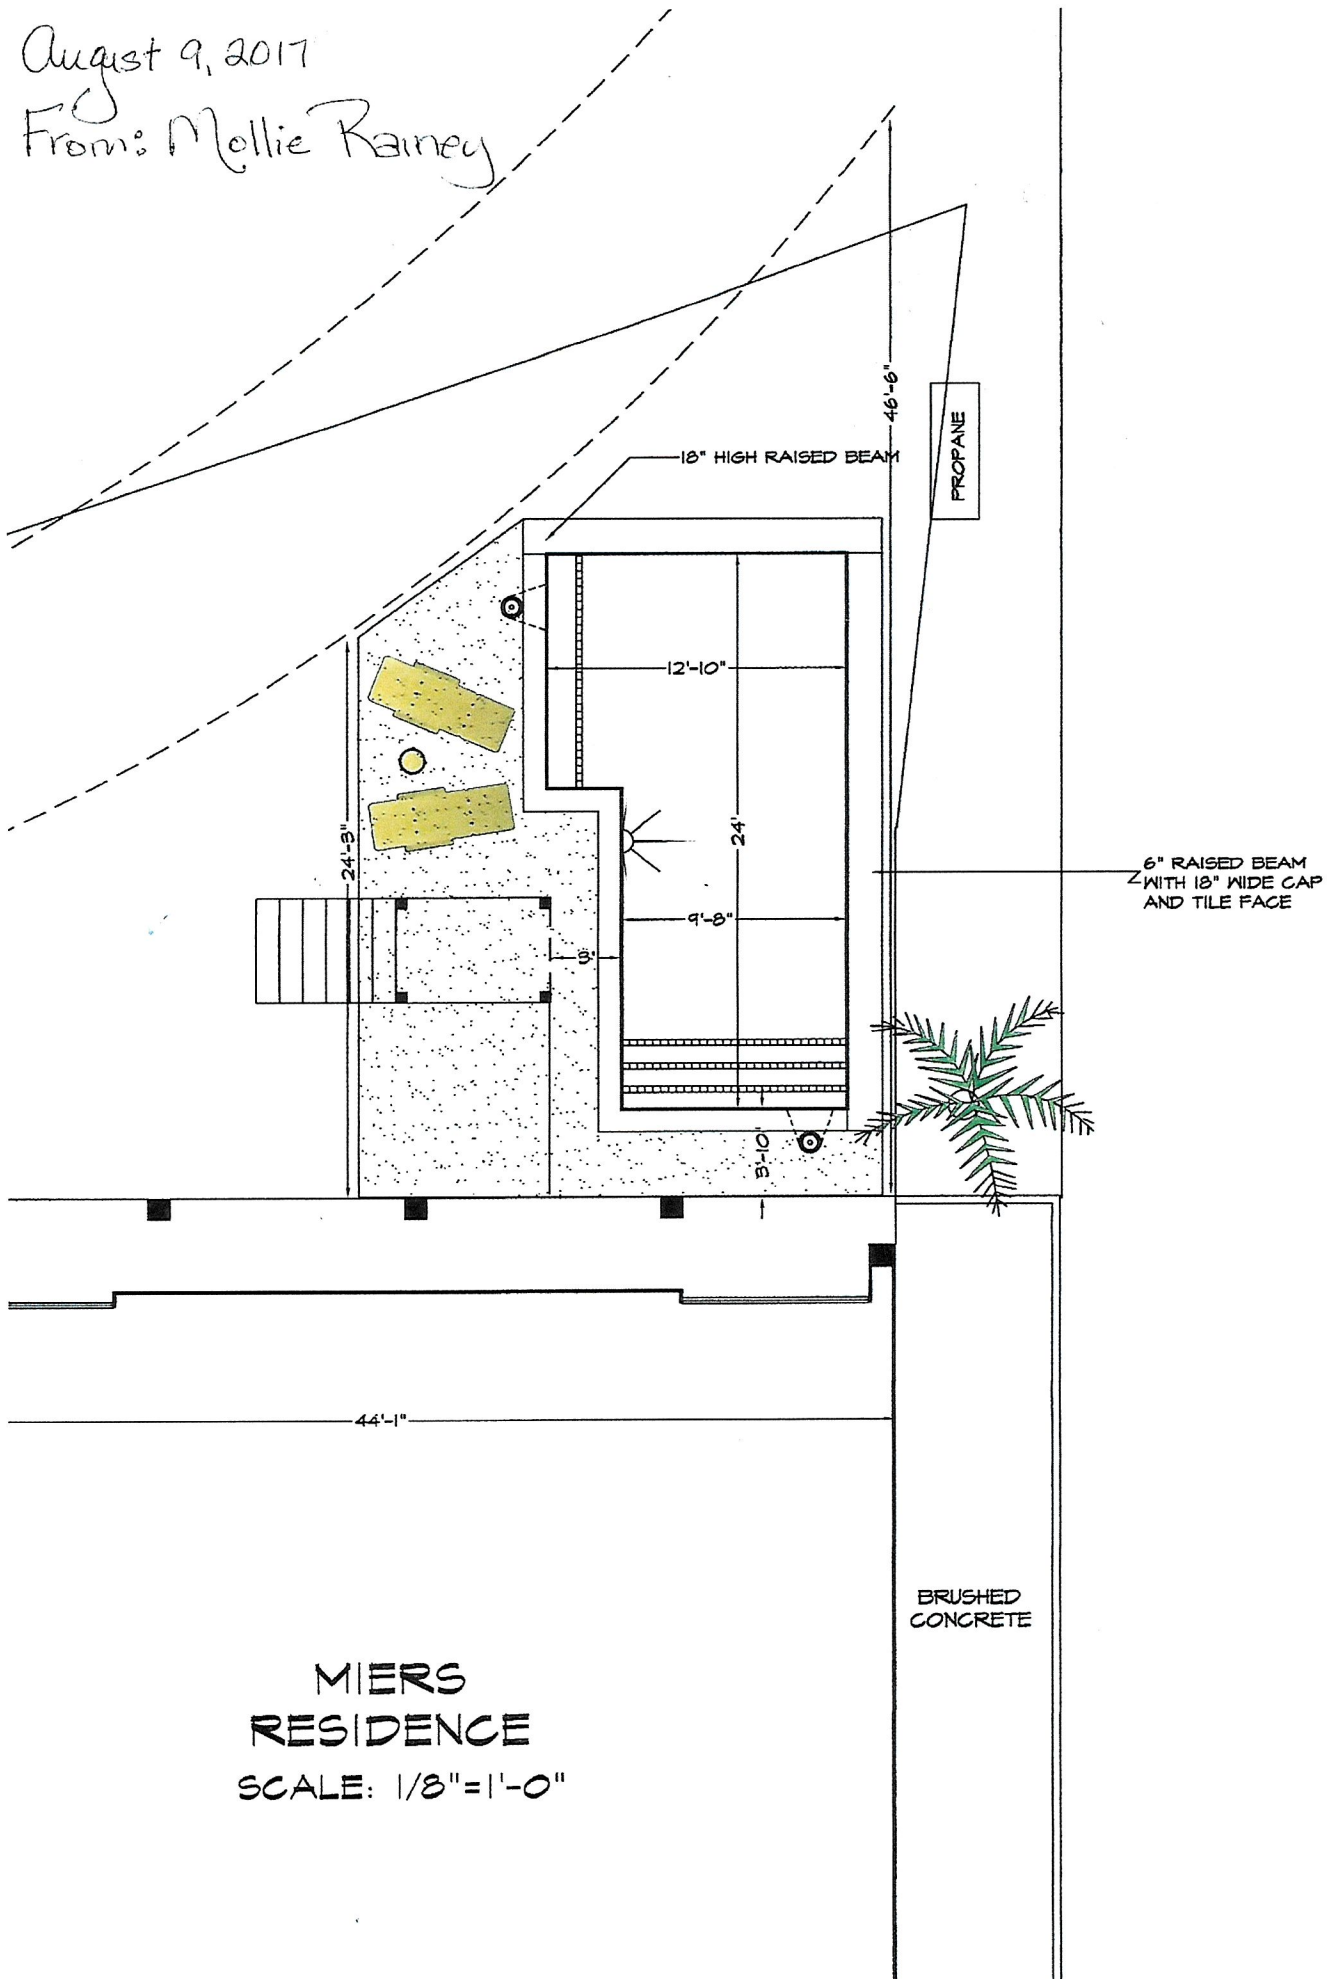 August 9, 2017
From: Mollie Rainey
46'-6"
18" HIGH RAISED BEAM
PROPANE
12'-10"
24'
24'-3"
6" RAISED BEAM
WITH 18" WIDE CAP
AND TILE FACE
9'-8"
3'
3'-10"
44'-1"
BRUSHED
CONCRETE
MIERS
RESIDENCE
SCALE: 1/8"=1'-0"